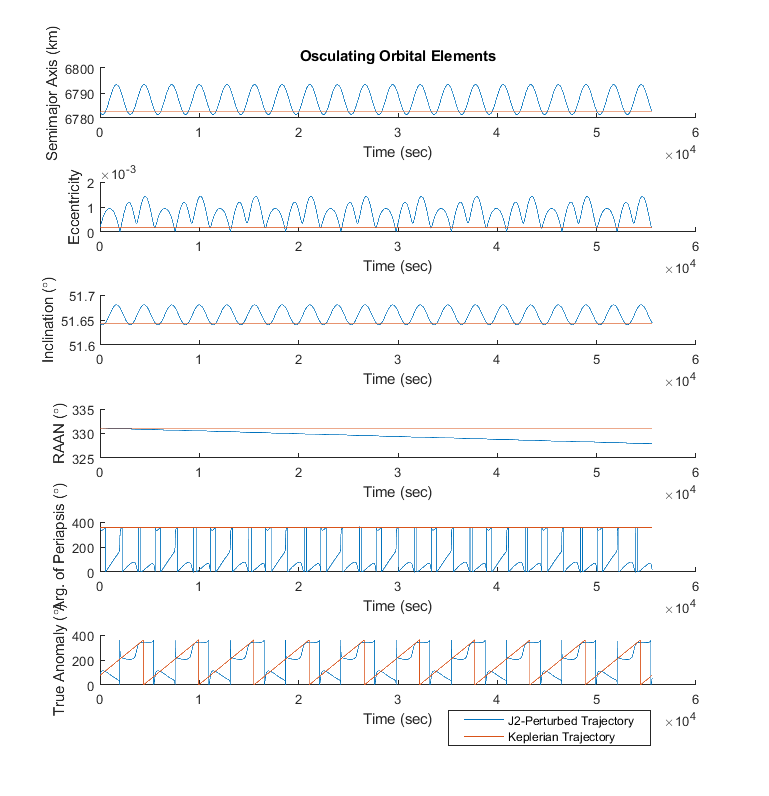 Osculating Orbital Elements
Semimajor Axis (km)
6800
6790
6780
0 1 2 3 4 5 6
Time (sec)
×10^4
Eccentricity
×10^-3
2
1
0
0 1 2 3 4 5 6
Time (sec)
×10^4
Inclination (°)
51.7
51.65
51.6
0 1 2 3 4 5 6
Time (sec)
×10^4
RAAN (°)
335
330
325
0 1 2 3 4 5 6
Time (sec)
×10^4
Arg. of Periapsis (°)
400
200
0
0 1 2 3 4 5 6
Time (sec)
×10^4
True Anomaly (°)
400
200
0
0 1 2 3 4 5 6
Time (sec)
×10^4
J2-Perturbed Trajectory
Keplerian Trajectory